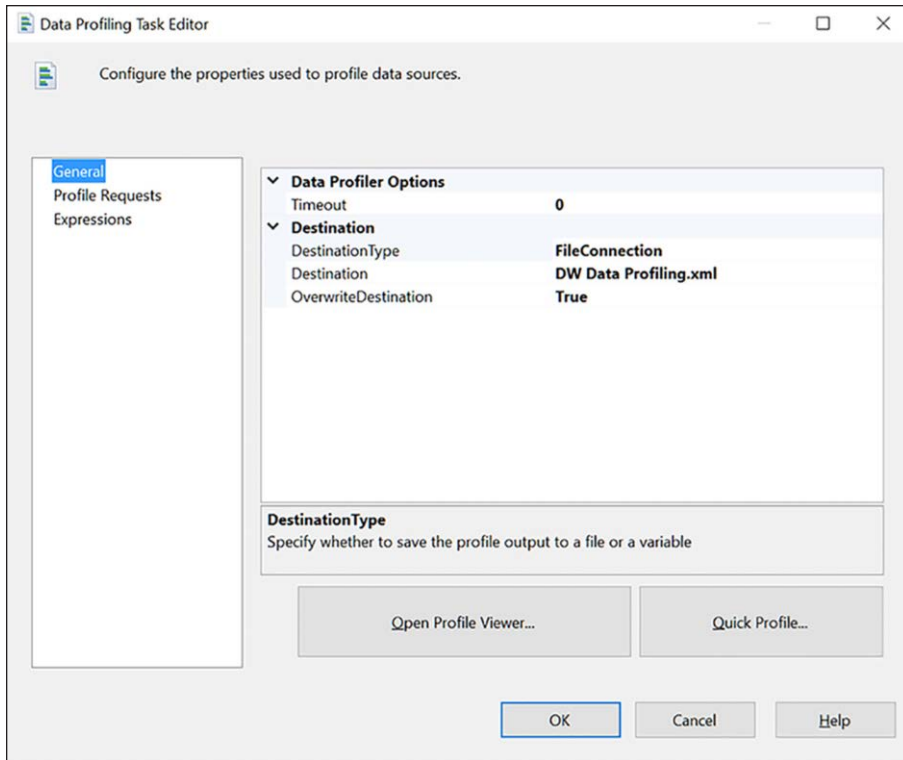 Data Profiling Task Editor
Configure the properties used to profile data sources.
General
Profile Requests
Expressions
Data Profiler Options
Timeout 0
Destination
DestinationType FileConnection
Destination DW Data Profiling.xml
OverwriteDestination True
DestinationType
Specify whether to save the profile output to a file or a variable
Open Profile Viewer... Quick Profile...
OK Cancel Help